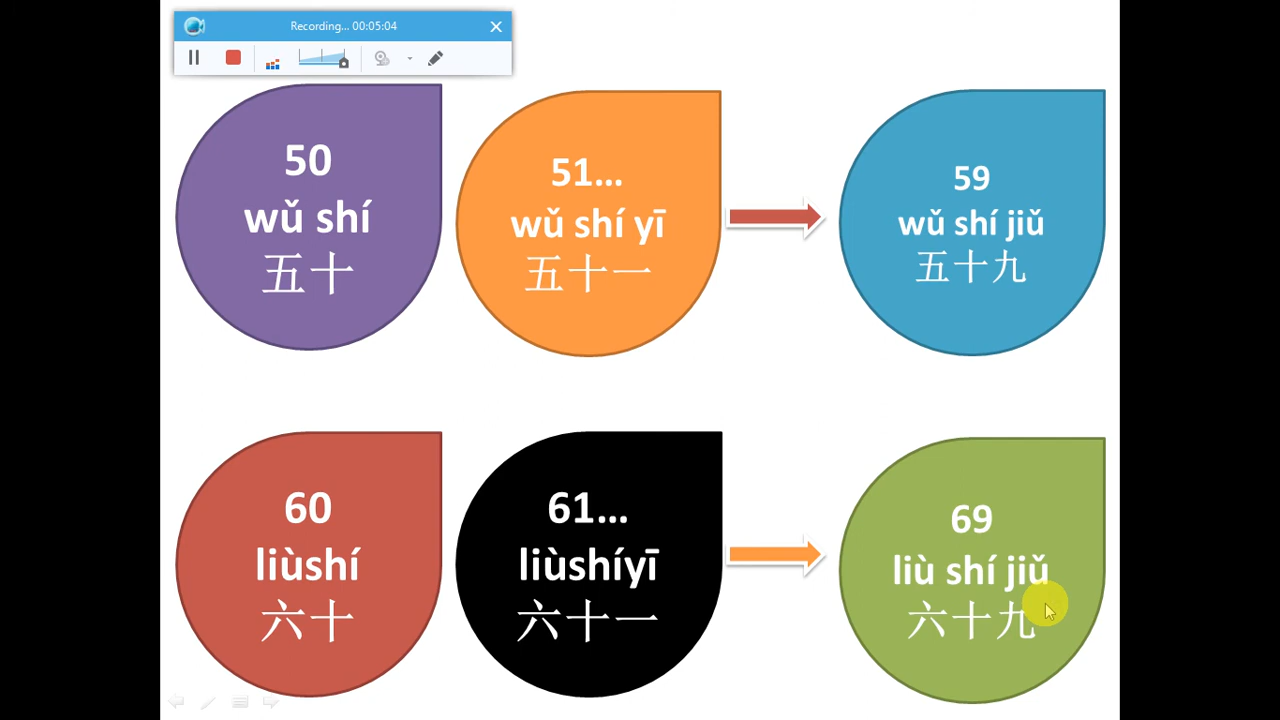 Recording... 00:05:04
50
wǔ shí
五十
51...
wǔ shí yī
五十一
59
wǔ shí jiǔ
五十九
60
liùshí
六十
61...
liùshíyī
六十一
69
liù shí jiǔ
六十九